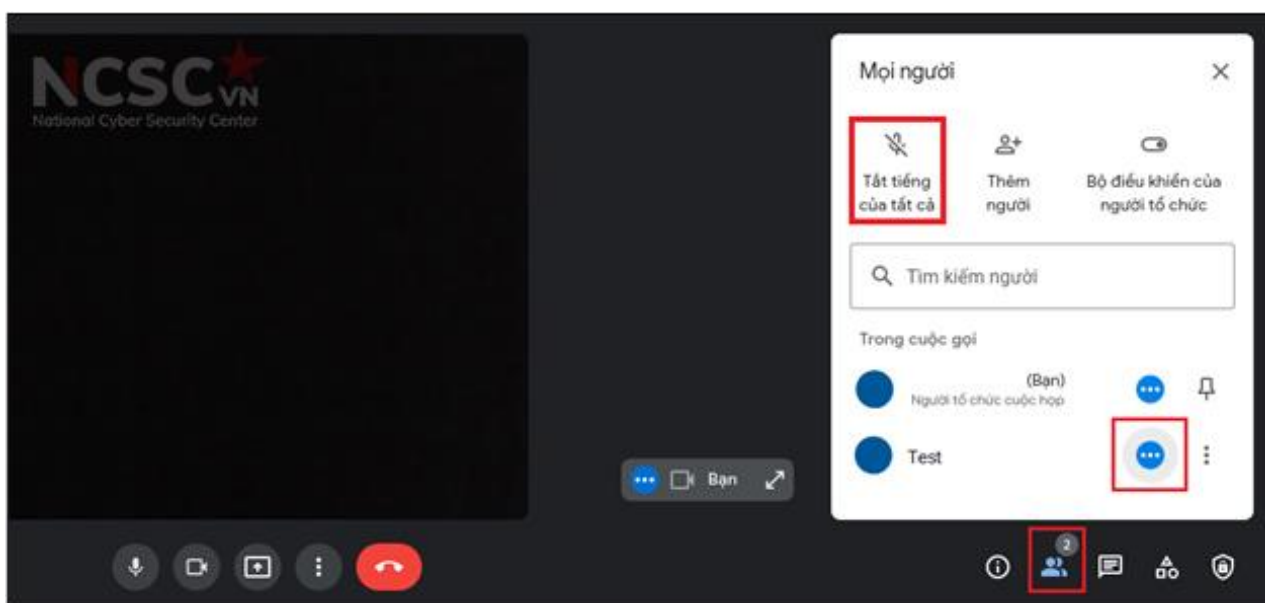 NCSC VN
National Cyber Security Center
Mọi người
Tắt tiếng
của tất cả
Thêm
người
Bộ điều khiển của
người tổ chức
Tìm kiếm người
Trong cuộc gọi
(Bạn)
Người tổ chức cuộc họp
Test
Bạn
2